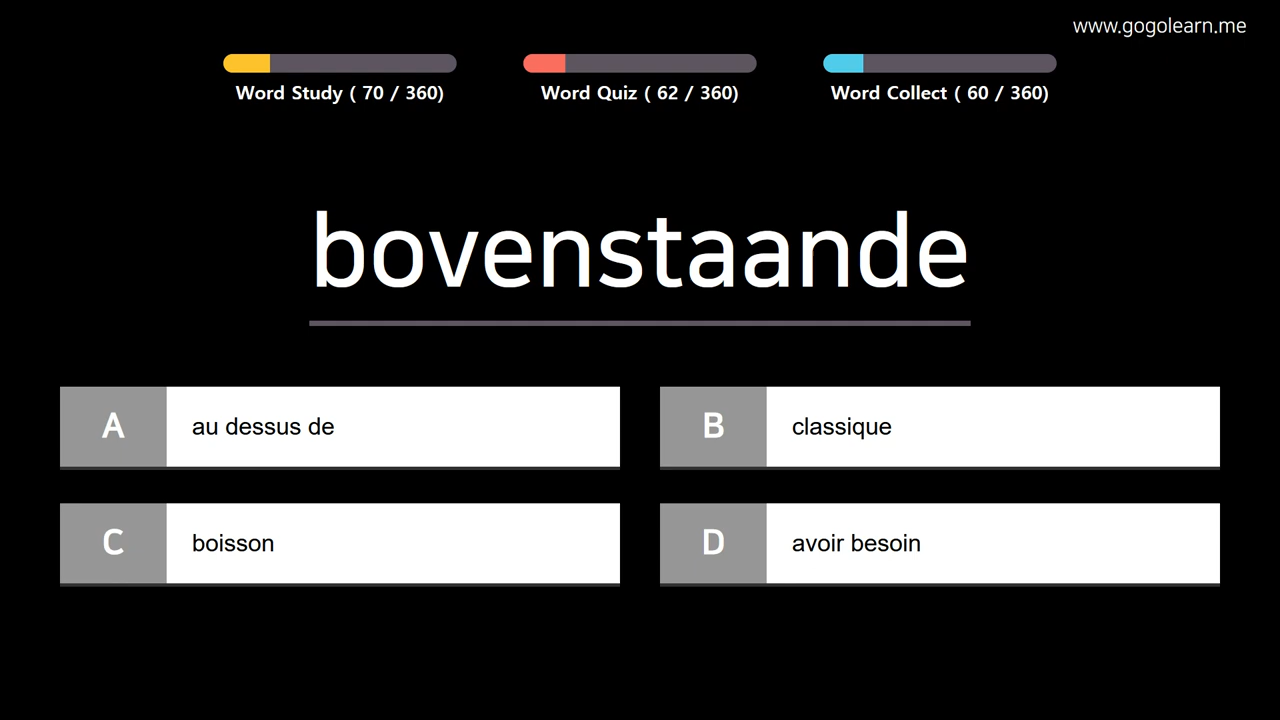 www.gogolearn.me
Word Study ( 70 / 360)
Word Quiz ( 62 / 360)
Word Collect ( 60 / 360)
bovenstaande
A au dessus de
B classique
C boisson
D avoir besoin